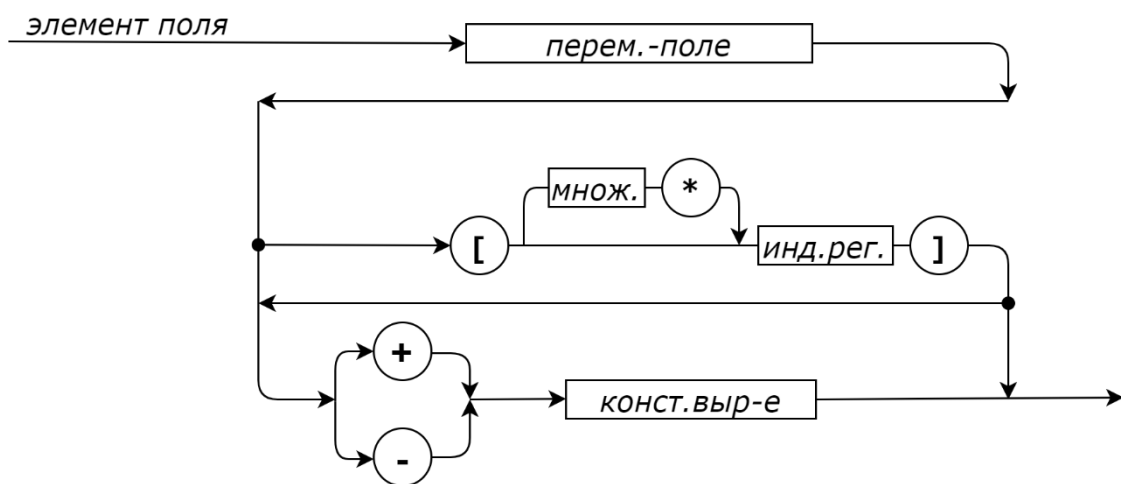 элемент поля
перем.-поле
множ. *
[ инд.рег. ]
+
конст.выр-е
-